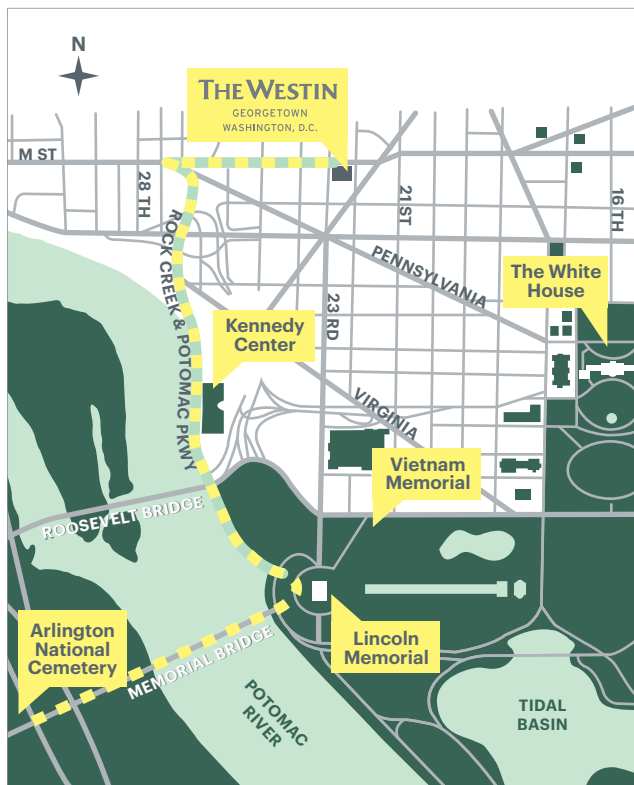 N
THE WESTIN
GEORGETOWN
WASHINGTON, D.C.
M ST
28 TH
21 ST
16 TH
ROCK CREEK & POTOMAC PKWY
PENNSYLVANIA
The White
House
Kennedy
Center
23 RD
VIRGINIA
Vietnam
Memorial
ROOSEVELT BRIDGE
Arlington
National
Cemetery
MEMORIAL BRIDGE
Lincoln
Memorial
POTOMAC
RIVER
TIDAL
BASIN